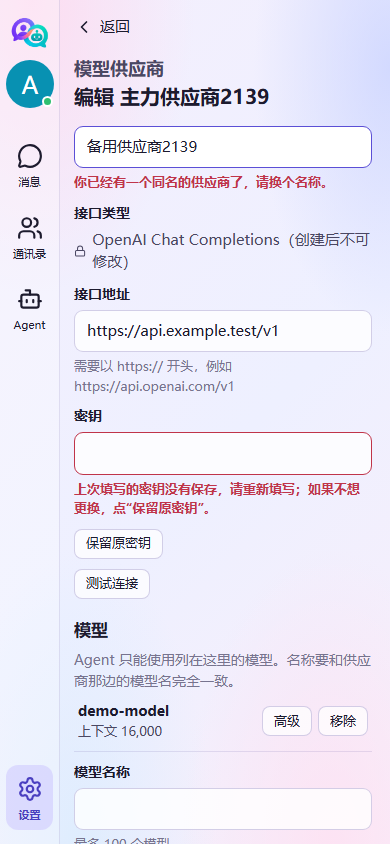 返回
A
模型供应商
编辑 主力供应商2139
备用供应商2139
你已经有一个同名的供应商了，请换个名称。
消息
接口类型
OpenAI Chat Completions（创建后不可
修改）
通讯录
接口地址
Agent
https://api.example.test/v1
需要以 https:// 开头，例如
https://api.openai.com/v1
密钥
上次填写的密钥没有保存，请重新填写；如果不想
更换，点“保留原密钥”。
保留原密钥
测试连接
模型
Agent 只能使用列在这里的模型。名称要和供应
商那边的模型名完全一致。
demo-model
上下文 16,000
高级
移除
模型名称
设置
最多 100 个模型